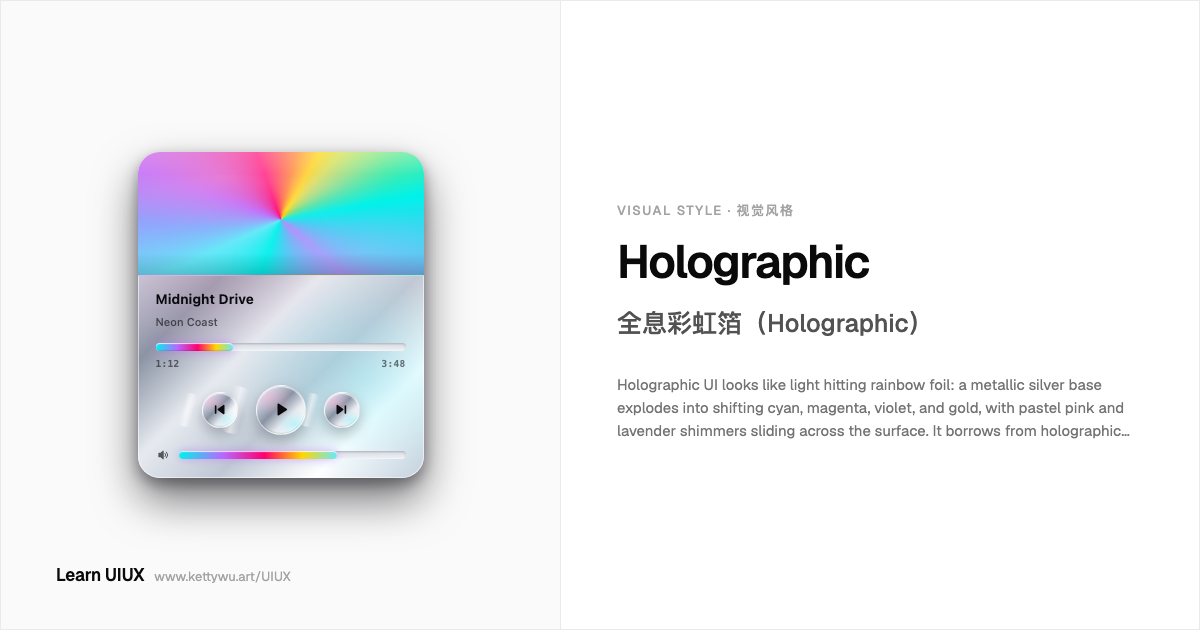 Midnight Drive
Neon Coast
1:12 3:48
Learn UIUX www.kettywu.art/UIUX
VISUAL STYLE · 视觉风格
Holographic
全息彩虹箔（Holographic）
Holographic UI looks like light hitting rainbow foil: a metallic silver base
explodes into shifting cyan, magenta, violet, and gold, with pastel pink and
lavender shimmers sliding across the surface. It borrows from holographic…